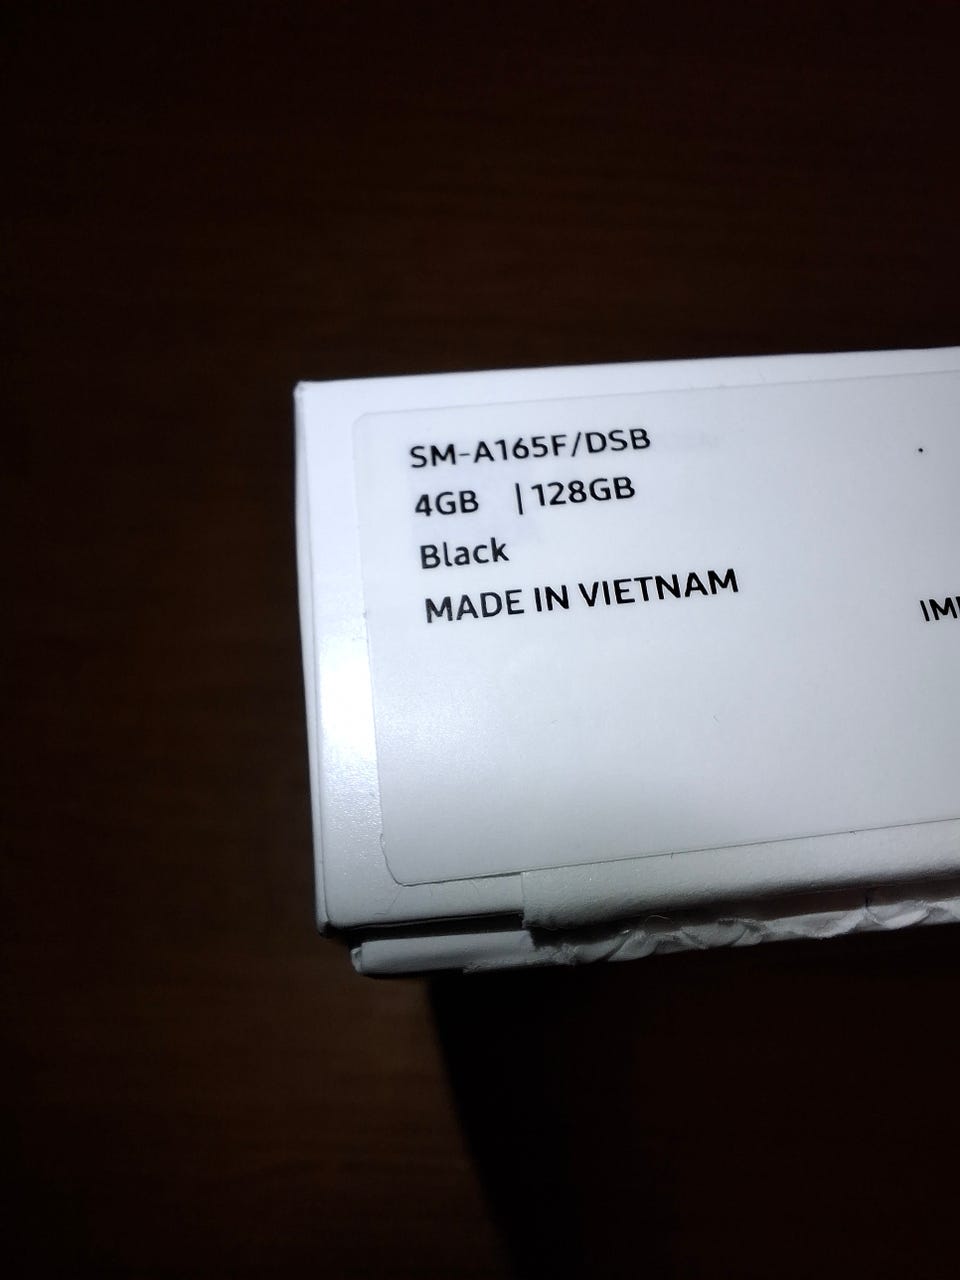 SM-A165F/DSB
4GB | 128GB
Black
MADE IN VIETNAM